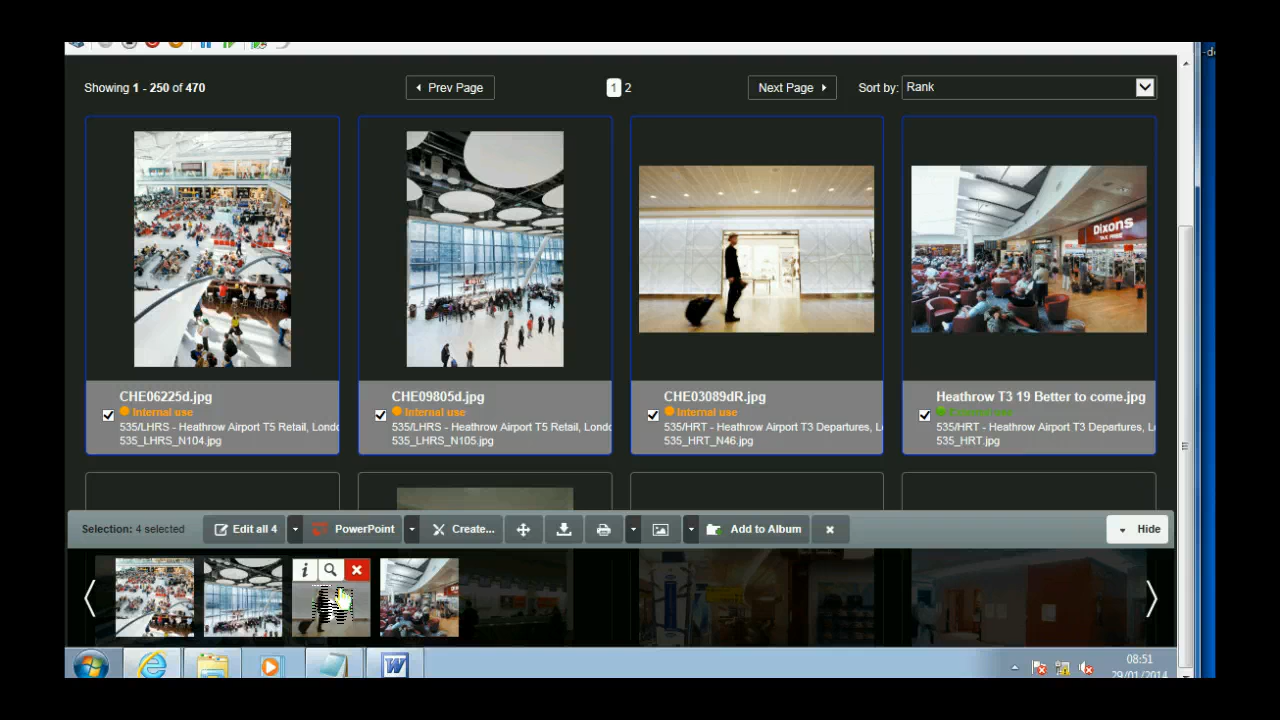 Showing 1 - 250 of 470
Prev Page
1 2
Next Page
Sort by: Rank
Dixons
CHE06225d.jpg
Internal use
535/LHRS - Heathrow Airport T5 Retail, Londo
535_LHRS_N104.jpg
CHE09805d.jpg
Internal use
535/LHRS - Heathrow Airport T5 Retail, Londo
535_LHRS_N105.jpg
CHE03089dR.jpg
Internal use
535/HRT - Heathrow Airport T3 Departures, L
535_HRT_N46.jpg
Heathrow T3 19 Better to come.jpg
535/HRT - Heathrow Airport T3 Departures, L
535_HRT.jpg
Selection: 4 selected
Edit all 4
PowerPoint
Create...
Add to Album
Hide
08:51
29/01/2014